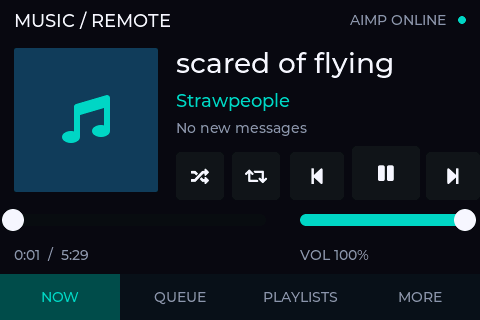 MUSIC / REMOTE
AIMP ONLINE
scared of flying
Strawpeople
No new messages
0:01 / 5:29
VOL 100%
NOW
QUEUE
PLAYLISTS
MORE